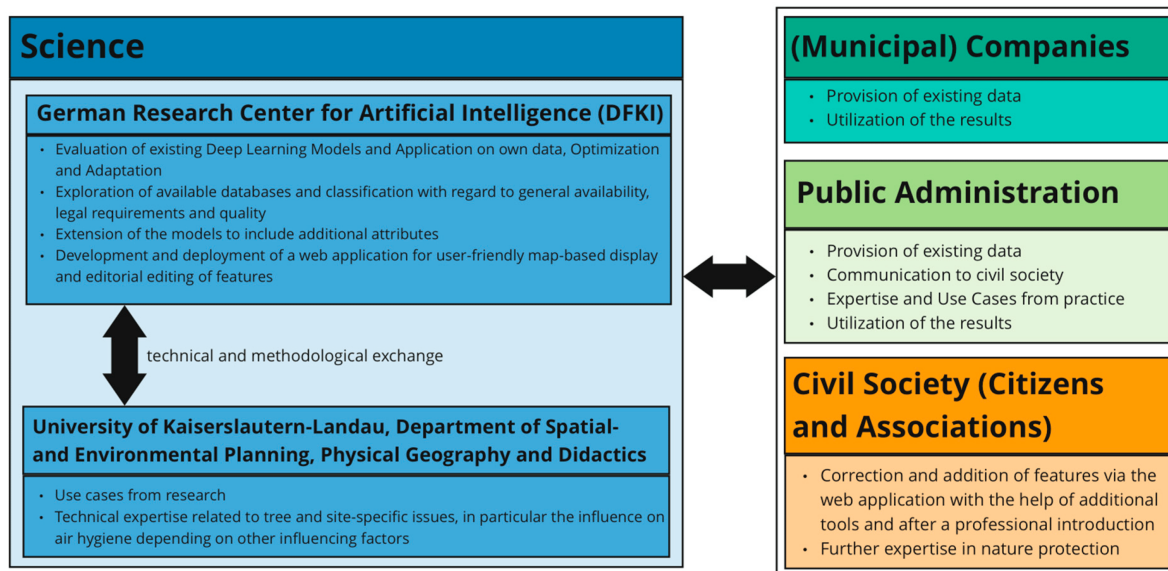 Science
German Research Center for Artificial Intelligence (DFKI)
• Evaluation of existing Deep Learning Models and Application on own data, Optimization
and Adaptation
• Exploration of available databases and classification with regard to general availability,
legal requirements and quality
• Extension of the models to include additional attributes
• Development and deployment of a web application for user-friendly map-based display
and editorial editing of features
technical and methodological exchange
University of Kaiserslautern-Landau, Department of Spatial-
and Environmental Planning, Physical Geography and Didactics
• Use cases from research
• Technical expertise related to tree and site-specific issues, in particular the influence on
air hygiene depending on other influencing factors
(Municipal) Companies
• Provision of existing data
• Utilization of the results
Public Administration
• Provision of existing data
• Communication to civil society
• Expertise and Use Cases from practice
• Utilization of the results
Civil Society (Citizens
and Associations)
• Correction and addition of features via the
web application with the help of additional
tools and after a professional introduction
• Further expertise in nature protection